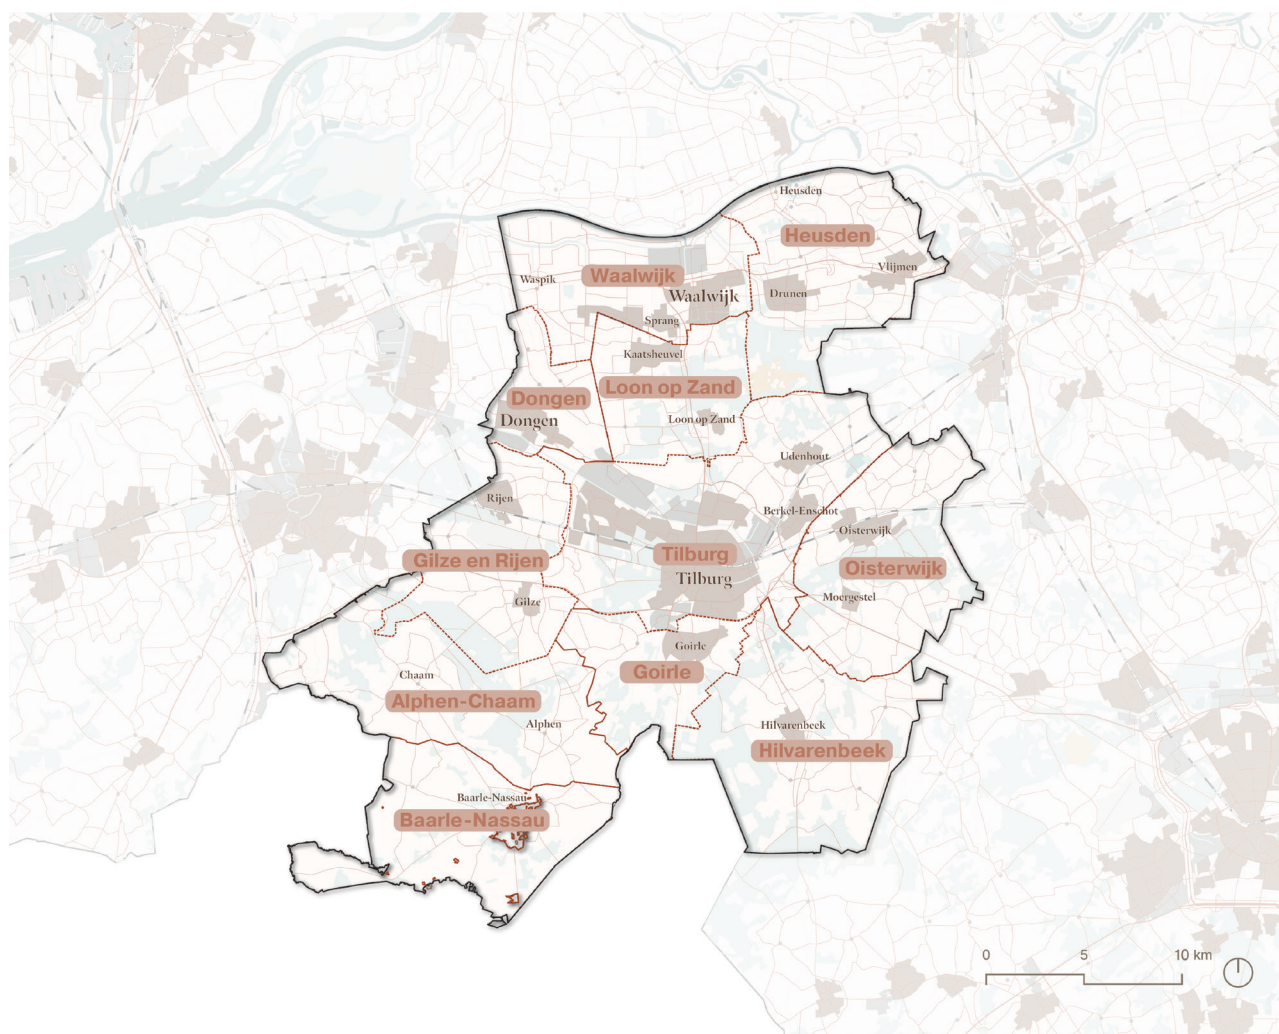 Heusden
Heusden
Vlijmen
Waalwijk
Waspik
Waalwijk
Drunen
Sprang
Kaatsheuvel
Loon op Zand
Dongen
Dongen
Loon op Zand
Udenhout
Rijen
Berkel-Enschot
Oisterwijk
Tilburg
Gilze en Rijen
Oisterwijk
Tilburg
Moergestel
Gilze
Goirle
Goirle
Chaam
Alphen-Chaam
Alphen
Hilvarenbeek
Hilvarenbeek
Baarle-Nassau
Baarle-Nassau
0 5 10 km